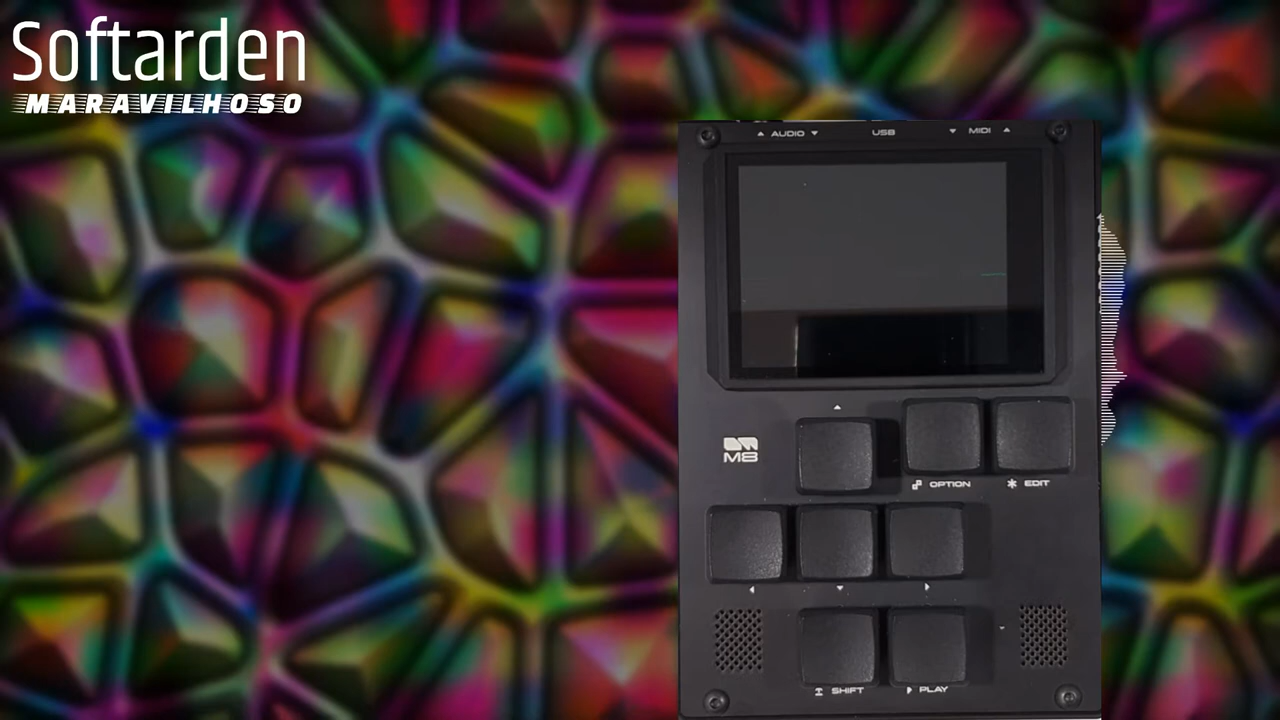 Softarden
MARAVILHOSO
AUDIO USB MIDI
M8
OPTION EDIT
SHIFT PLAY